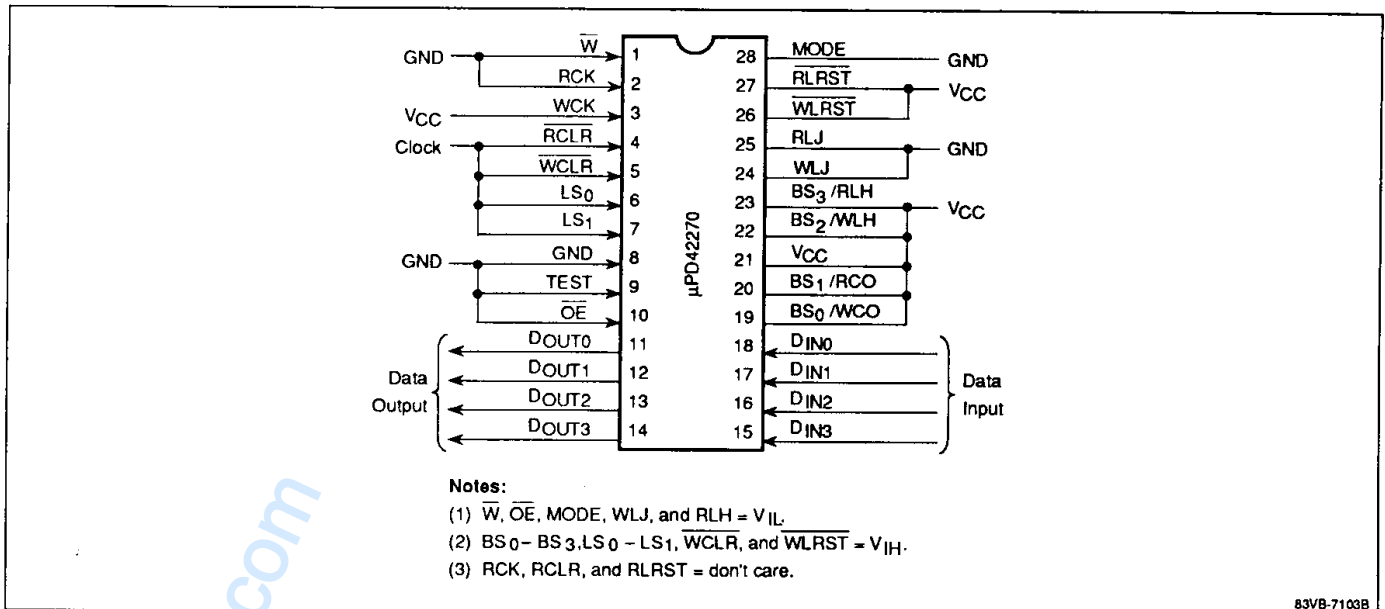 GND
W
1
RCK
2
VCC
WCK
3
Clock
RCLR
4
WCLR
5
LS0
6
LS1
7
GND
GND
8
TEST
9
OE
10
DOUT0
11
Data
Output
DOUT1
12
DOUT2
13
DOUT3
14
µPD42270
28
MODE
GND
27
RLRST
VCC
26
WLRST
25
RLJ
GND
24
WLJ
23
BS3 /RLH
VCC
22
BS2 /WLH
21
VCC
20
BS1 /RCO
19
BS0 /WCO
18
DIN0
17
DIN1
Data
Input
16
DIN2
15
DIN3
Notes:
(1) W, OE, MODE, WLJ, and RLH = VIL.
(2) BS0 – BS3, LS0 – LS1, WCLR, and WLRST = VIH.
(3) RCK, RCLR, and RLRST = don't care.
83VB-7103B
com